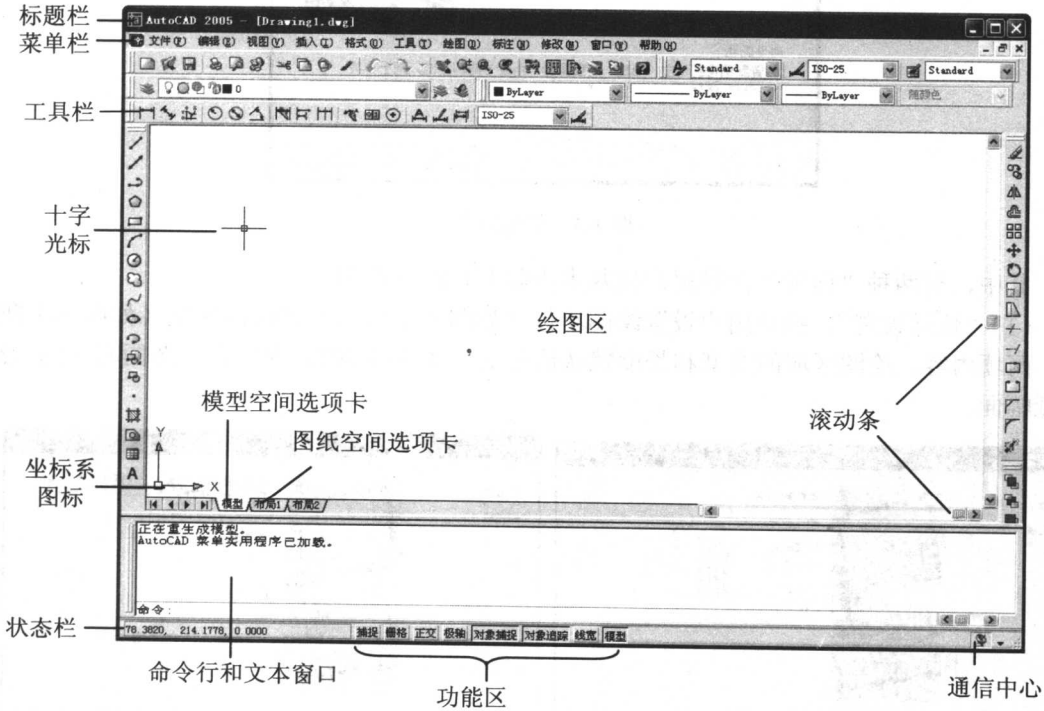 标题栏
AutoCAD 2005 - [Drawing1.dwg]
菜单栏
文件(F) 编辑(E) 视图(V) 插入(I) 格式(O) 工具(T) 绘图(D) 标注(N) 修改(M) 窗口(W) 帮助(H)
Standard ISO-25 Standard
0 ByLayer ByLayer ByLayer 随颜色
工具栏
ISO-25
十字
光标
绘图区
模型空间选项卡
图纸空间选项卡
滚动条
坐标系
图标
Y
X
A
模型 布局1 布局2
正在重生成模型。
AutoCAD 菜单实用程序已加载。
命令:
状态栏
78.3820, 214.1778, 0.0000 捕捉 栅格 正交 极轴 对象捕捉 对象追踪 线宽 模型
命令行和文本窗口
功能区
通信中心